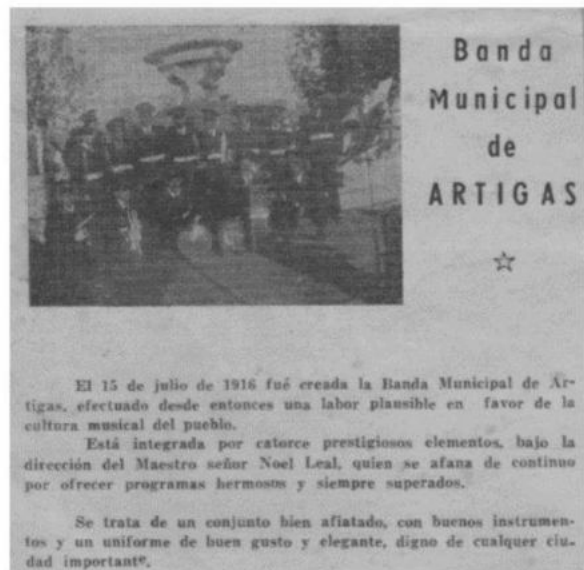 Banda
Municipal
de
ARTIGAS
El 15 de julio de 1916 fué creada la Banda Municipal de Ar-
tigas, efectuado desde entonces una labor plausible en favor de la
cultura musical del pueblo.
Está integrada por catorce prestigiosos elementos, bajo la
dirección del Maestro señor Noel Leal, quien se afana de continuo
por ofrecer programas hermosos y siempre superados.
Se trata de un conjunto bien afiatado, con buenos instrumen-
tos y un uniforme de buen gusto y elegante, digno de cualquier ciu-
dad importante.